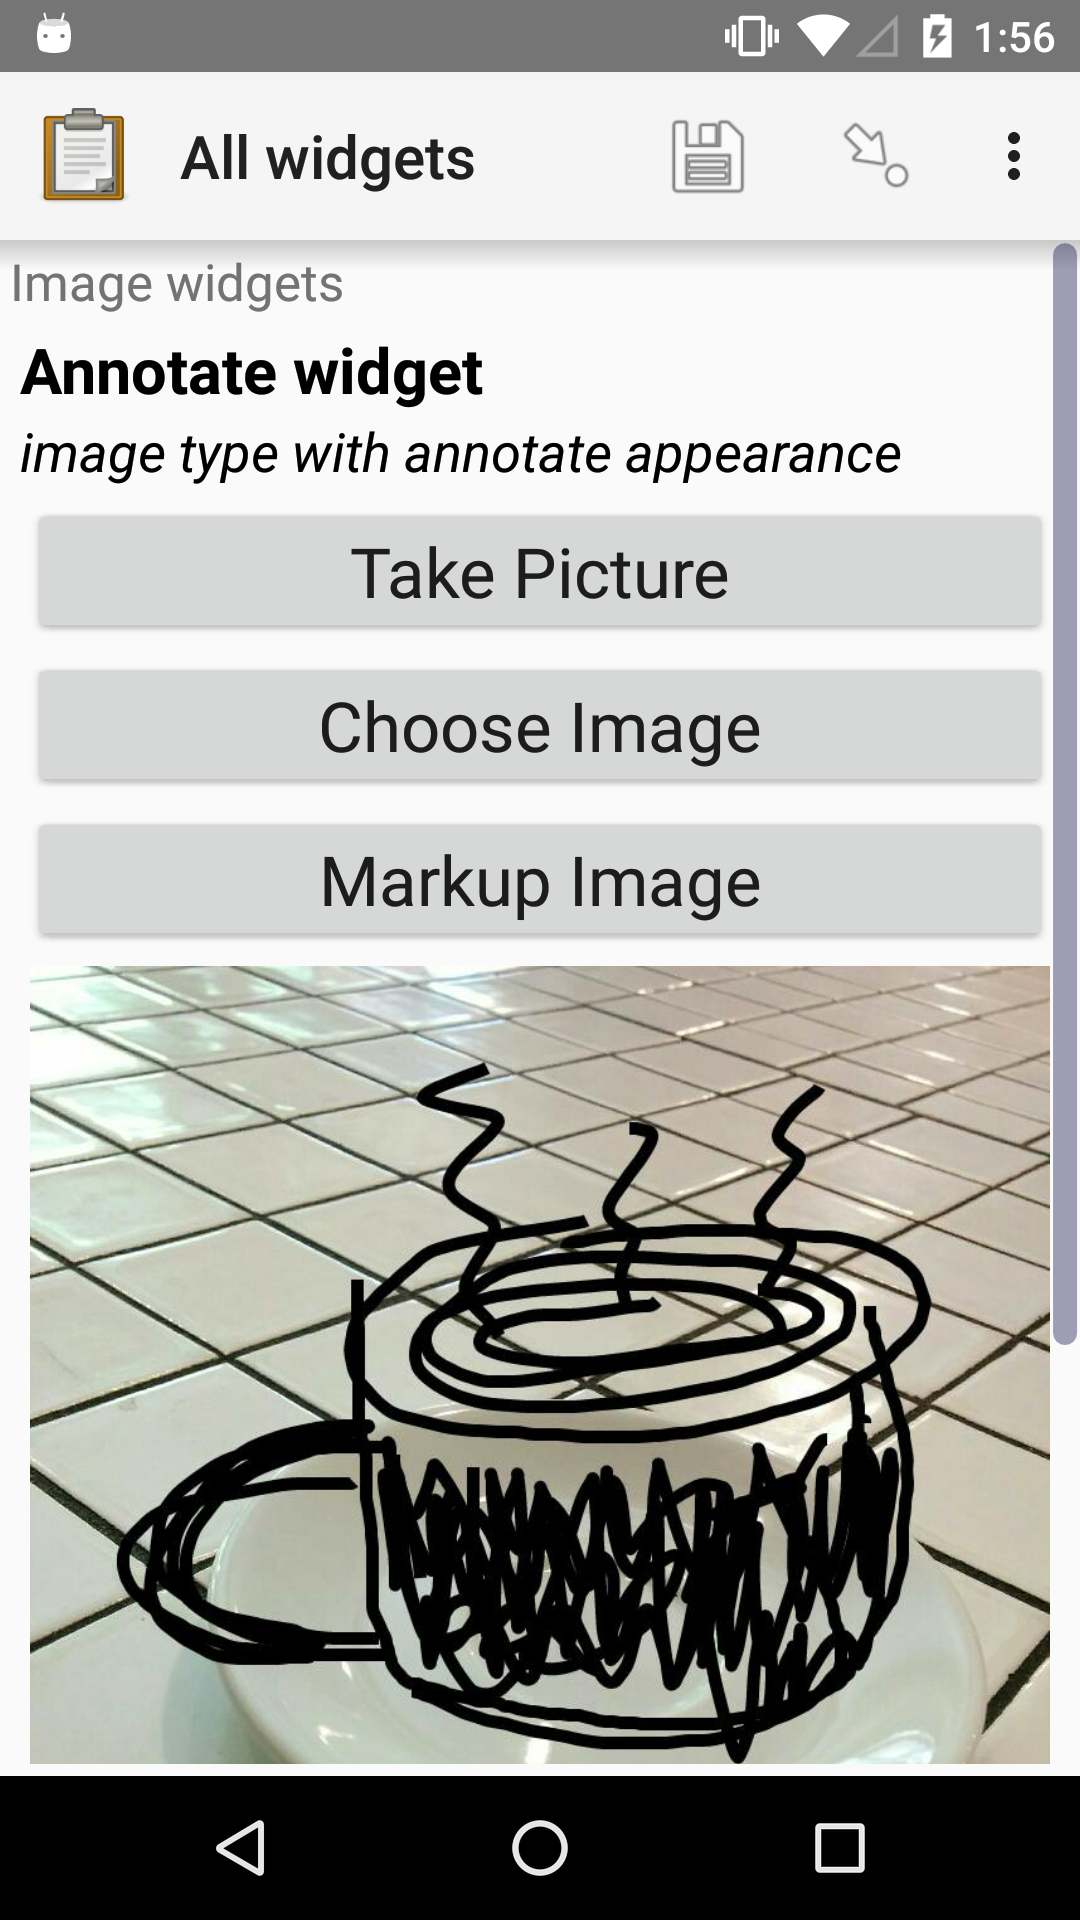 1:56
All widgets
Image widgets
Annotate widget
image type with annotate appearance
Take Picture
Choose Image
Markup Image